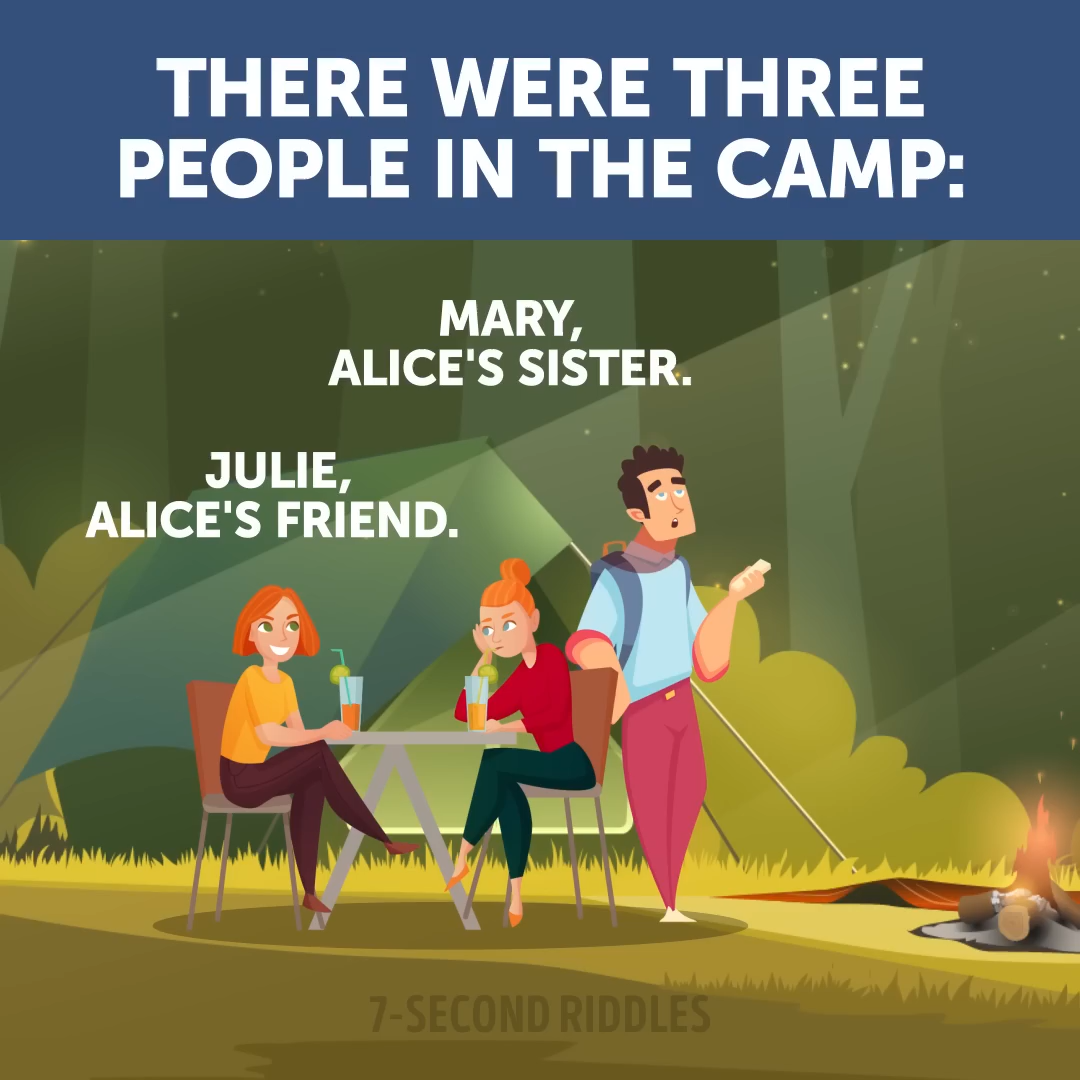 THERE WERE THREE
PEOPLE IN THE CAMP:
MARY,
ALICE'S SISTER.
JULIE,
ALICE'S FRIEND.
7-SECOND RIDDLES